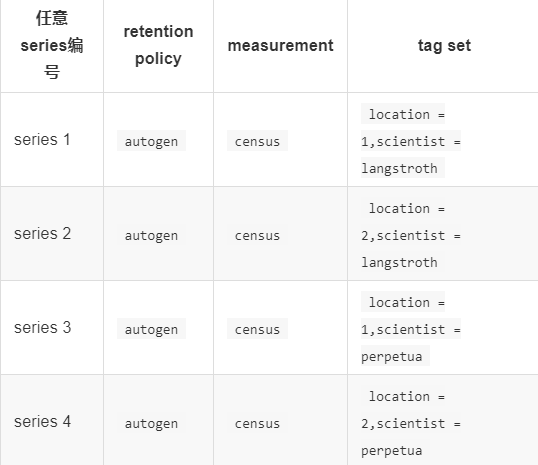 任意
series编
号
retention
policy
measurement
tag set
series 1
autogen
census
location =
1,scientist =
langstroth
series 2
autogen
census
location =
2,scientist =
langstroth
series 3
autogen
census
location =
1,scientist =
perpetua
series 4
autogen
census
location =
2,scientist =
perpetua